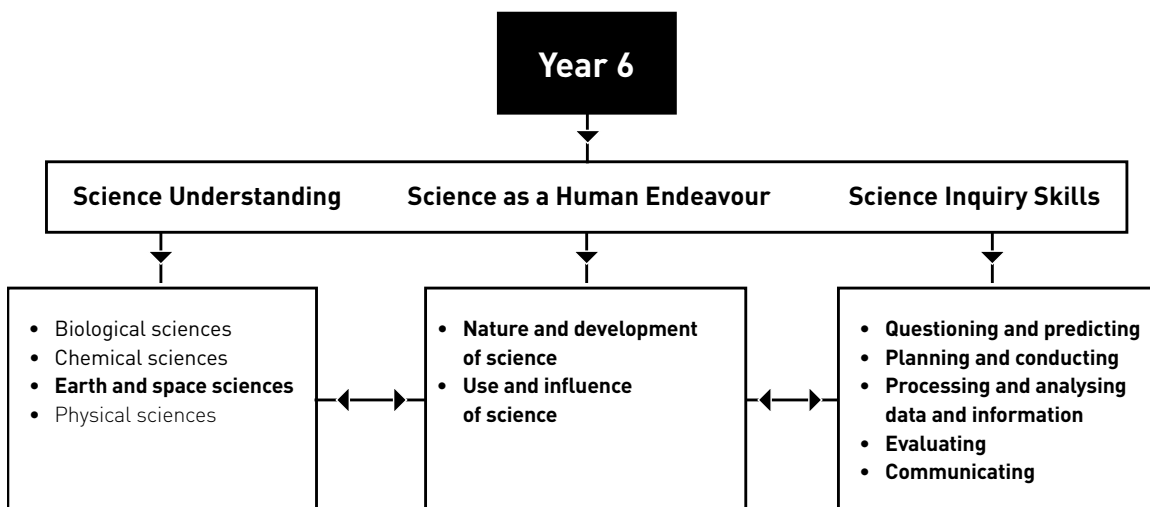 Year 6
Science Understanding
Science as a Human Endeavour
Science Inquiry Skills
• Biological sciences
• Chemical sciences
• Earth and space sciences
• Physical sciences
• Nature and development
of science
• Use and influence
of science
• Questioning and predicting
• Planning and conducting
• Processing and analysing
data and information
• Evaluating
• Communicating